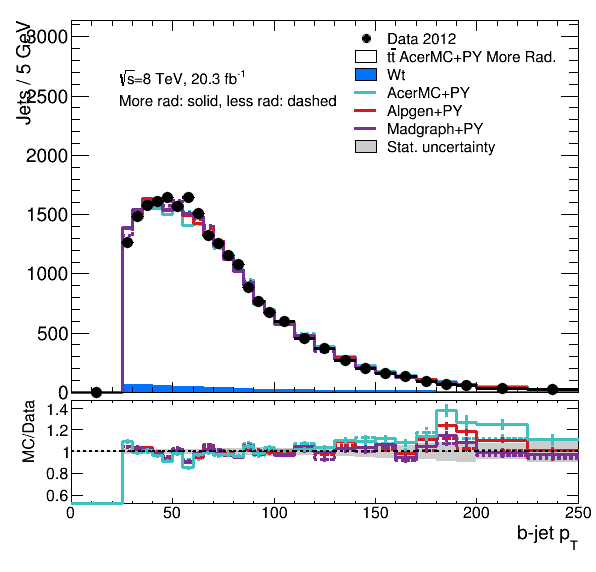 Jets / 5 GeV
3000
2500
2000
1500
1000
500
0
√s=8 TeV, 20.3 fb⁻¹
More rad: solid, less rad: dashed
Data 2012
tt̄ AcerMC+PY More Rad.
Wt
AcerMC+PY
Alpgen+PY
Madgraph+PY
Stat. uncertainty
MC/Data
1.4
1.2
1
0.8
0.6
0 50 100 150 200 250
b-jet p_T